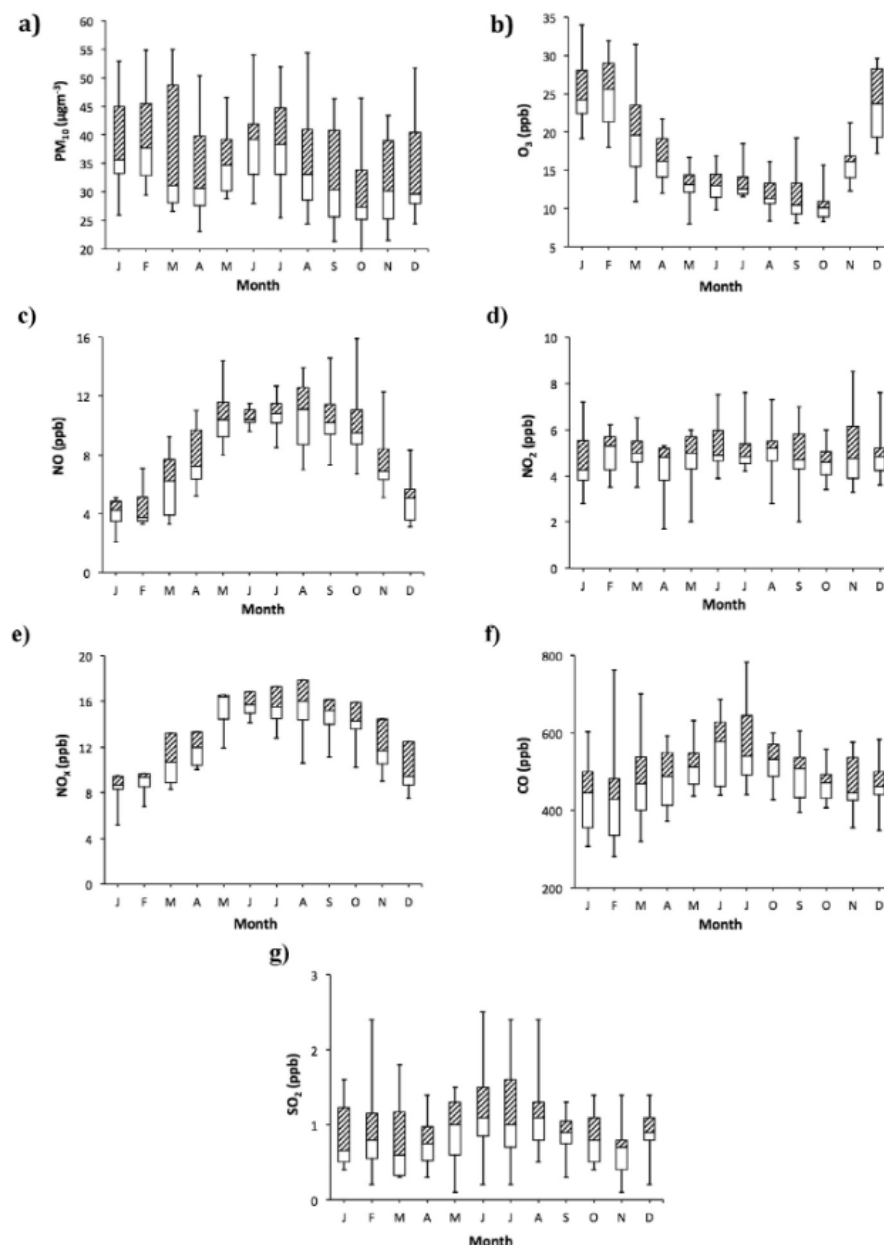 a)
60
55
50
45
40
35
30
25
20
PM10 (µgm-3)
J F M A M J J A S O N D
Month
b)
35
30
25
20
15
10
5
O3 (ppb)
J F M A M J J A S O N D
Month
c)
16
12
8
4
0
NO (ppb)
J F M A M J J A S O N D
Month
d)
10
8
6
4
2
0
NO2 (ppb)
J F M A M J J A S O N D
Month
e)
20
16
12
8
4
0
NOx (ppb)
J F M A M J J A S O N D
Month
f)
800
600
400
200
CO (ppb)
J F M A M J J O S O N D
Month
g)
3
2
1
0
SO2 (ppb)
J F M A M J J A S O N D
Month